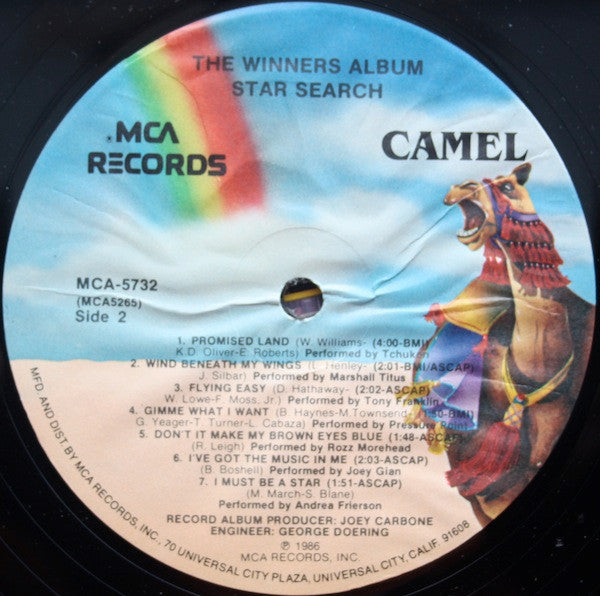 THE WINNERS ALBUM
STAR SEARCH
MCA
RECORDS
CAMEL
MCA-5732
(MCA5265)
Side 2
1. PROMISED LAND (W. Williams- (4:00-BMI)
K.D. Oliver-E. Roberts) Performed by Tchukon
2. WIND BENEATH MY WINGS (L. Henley- (2:01-BMI/ASCAP)
J. Silbar) Performed by Marshall Titus
3. FLYING EASY (D. Hathaway- (2:02-ASCAP)
W. Lowe-F. Moss, Jr.) Performed by Tony Franklin
4. GIMME WHAT I WANT (B. Haynes-M.Townsend- (1:50-BMI)
G. Yeager-T. Turner-L. Cabaza) Performed by Pressure Point
5. DON'T IT MAKE MY BROWN EYES BLUE (1:48-ASCAP)
(R. Leigh) Performed by Rozz Morehead
6. I'VE GOT THE MUSIC IN ME (2:03-ASCAP)
(B. Boshell) Performed by Joey Gian
7. I MUST BE A STAR (1:51-ASCAP)
(M. March-S. Blane)
Performed by Andrea Frierson
RECORD ALBUM PRODUCER: JOEY CARBONE
ENGINEER: GEORGE DOERING
℗ 1986
MCA RECORDS, INC.
MFD. AND DIST. BY MCA RECORDS, INC., 70 UNIVERSAL CITY PLAZA, UNIVERSAL CITY, CALIF. 91608